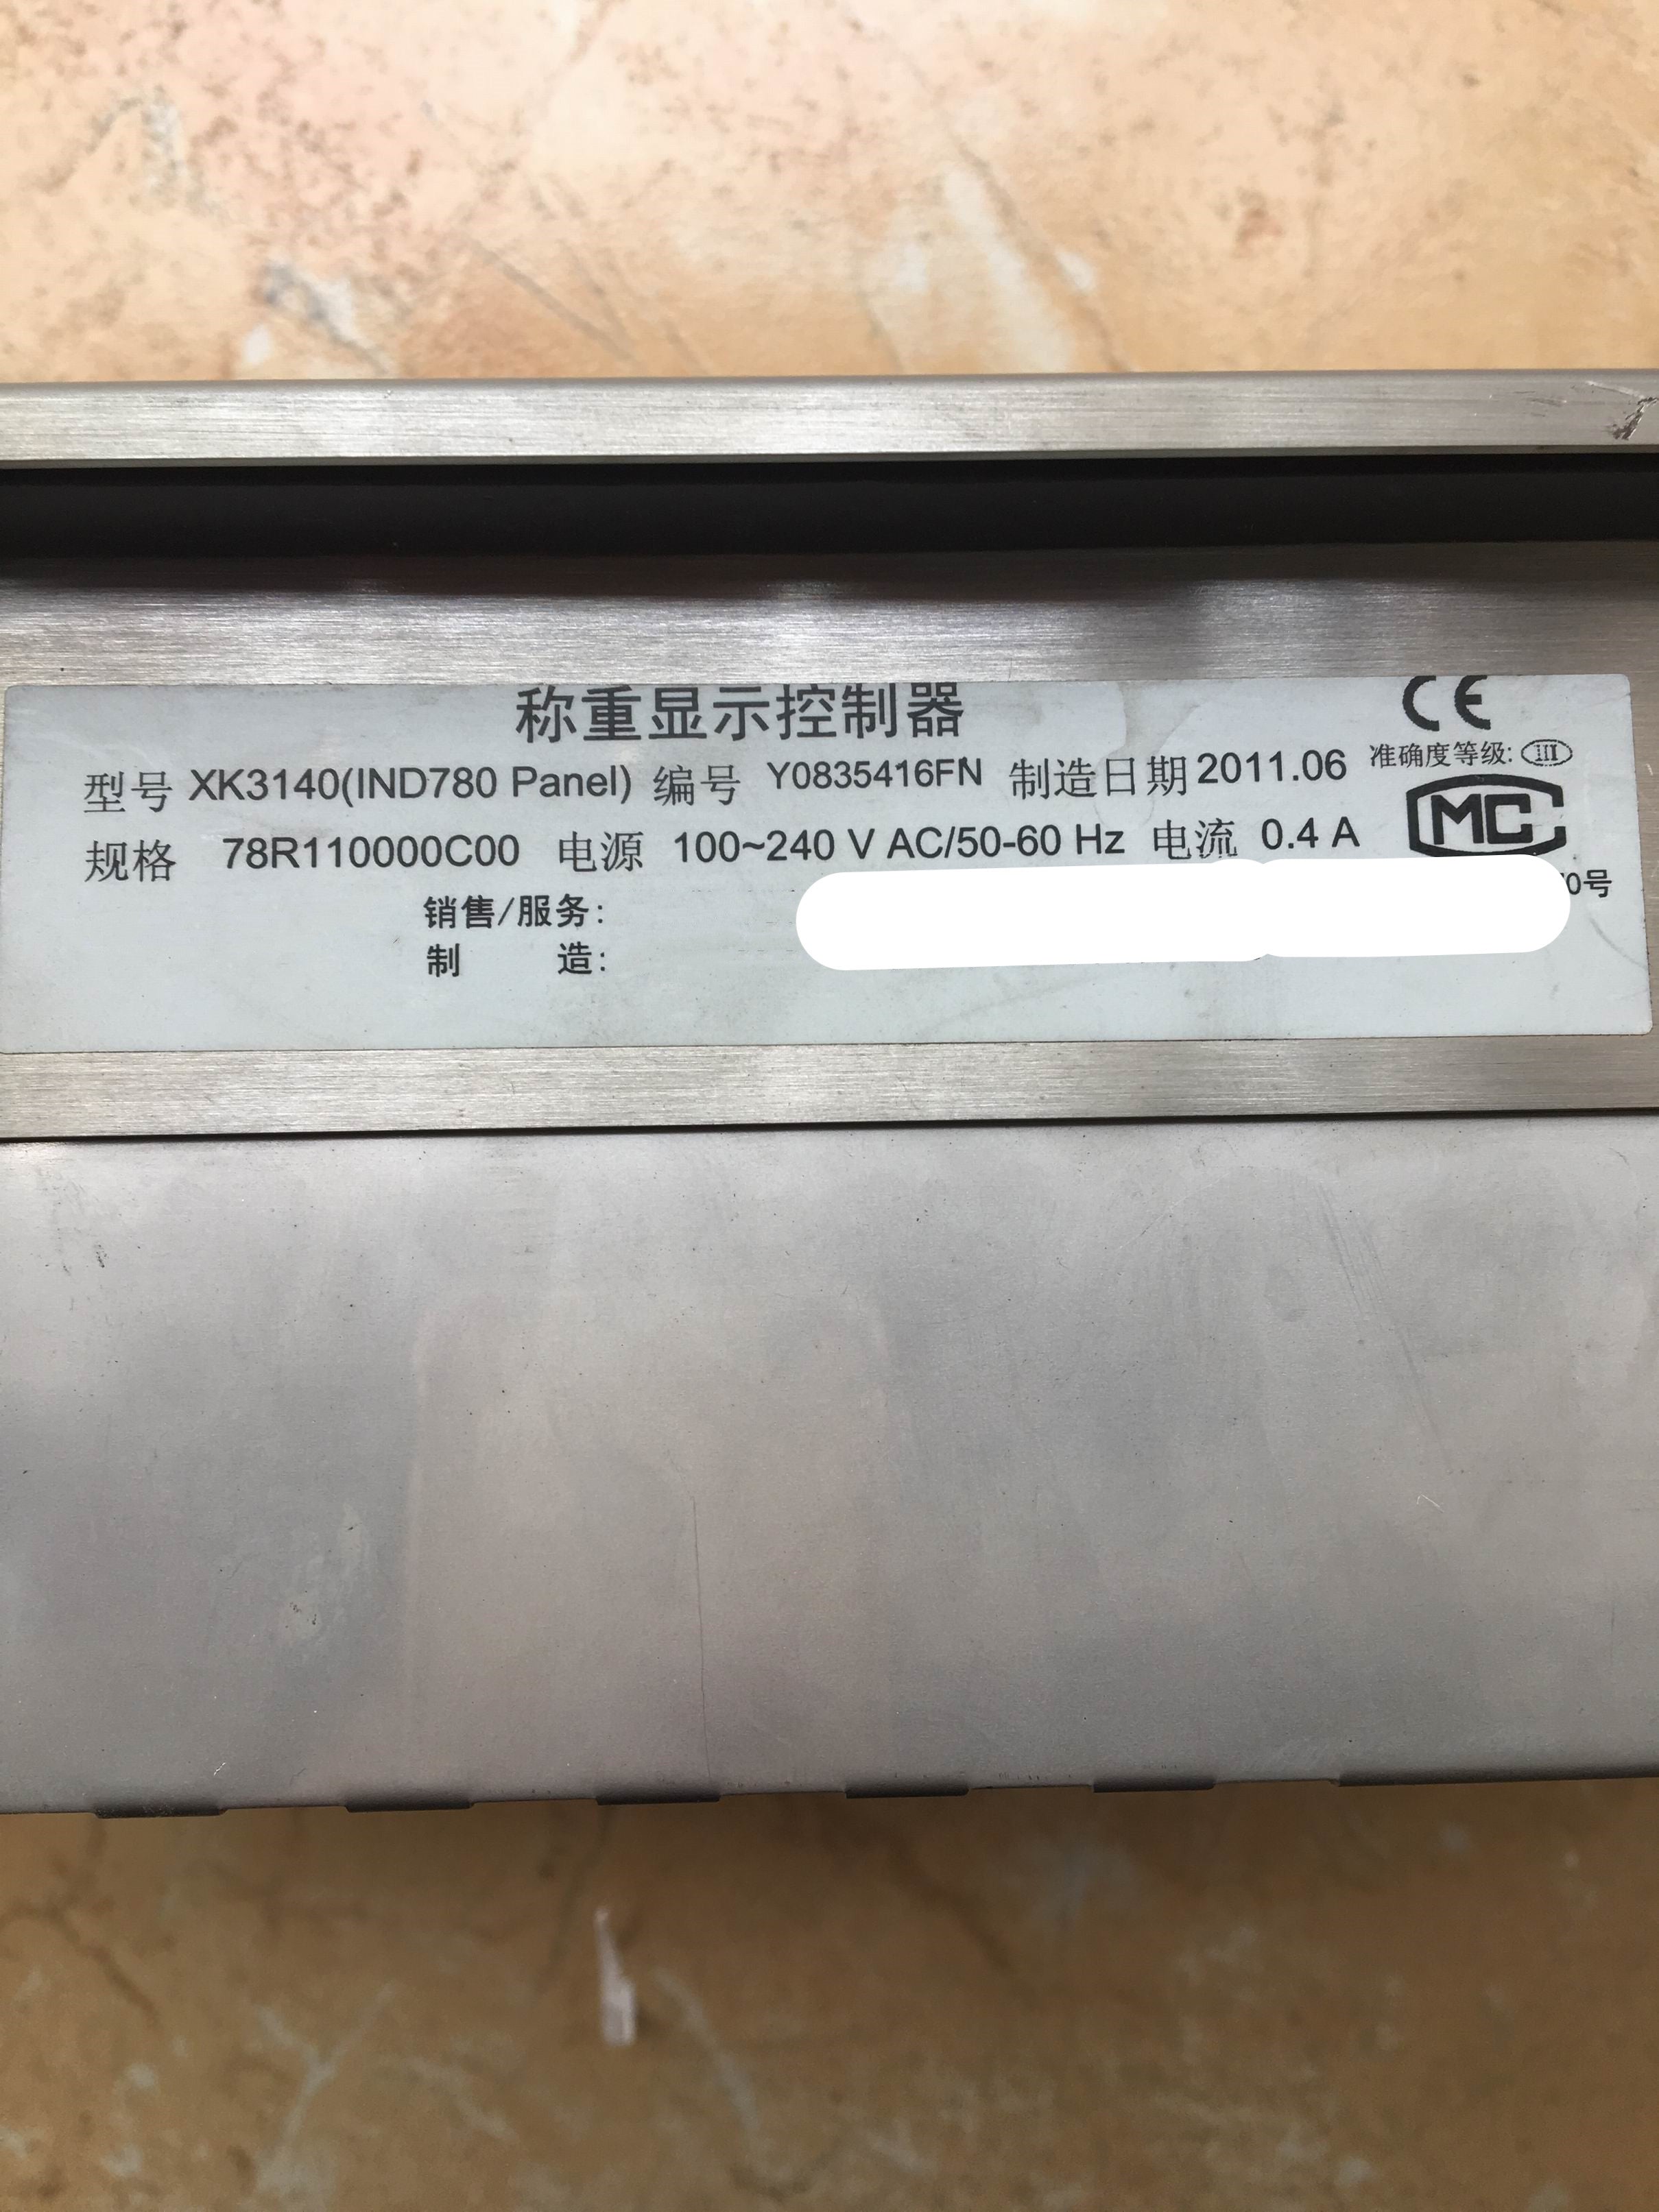 称重显示控制器 CE
型号 XK3140(IND780 Panel) 编号 Y0835416FN 制造日期 2011.06 准确度等级: III
规格 78R110000C00 电源 100~240 V AC/50-60 Hz 电流 0.4 A MC
0号
销售/服务:
制 造: